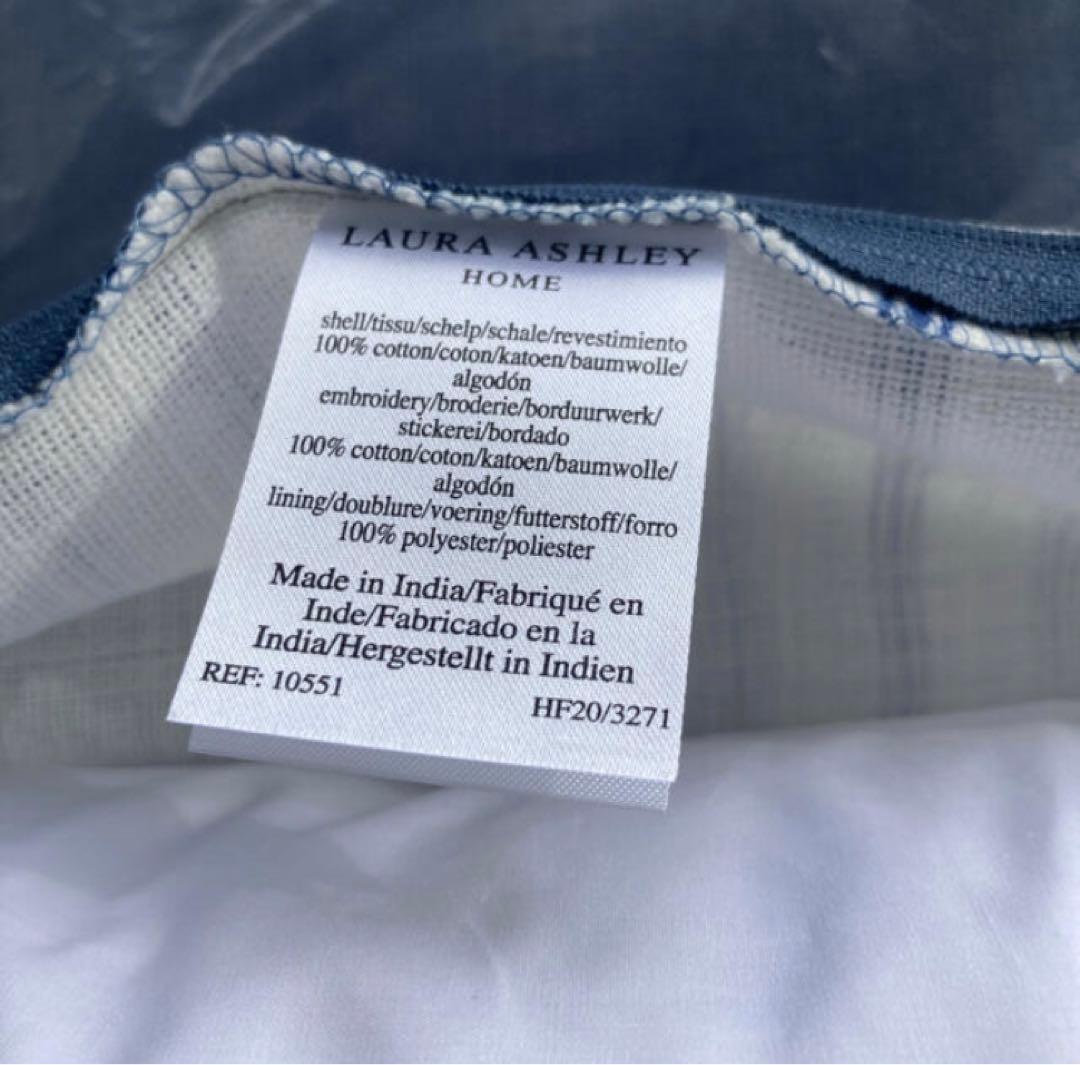 LAURA ASHLEY
HOME
shell/tissu/schelp/schale/revestimiento
100% cotton/coton/katoen/baumwolle/
algodón
embroidery/broderie/borduurwerk/
stickerei/bordado
100% cotton/coton/katoen/baumwolle/
algodón
lining/doublure/voering/futterstoff/forro
100% polyester/poliester
Made in India/Fabriqué en
Inde/Fabricado en la
India/Hergestellt in Indien
REF: 10551
HF20/3271